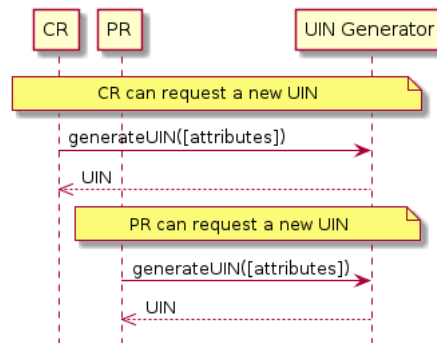 CR PR UIN Generator
CR can request a new UIN
generateUIN([attributes])
UIN
PR can request a new UIN
generateUIN([attributes])
UIN